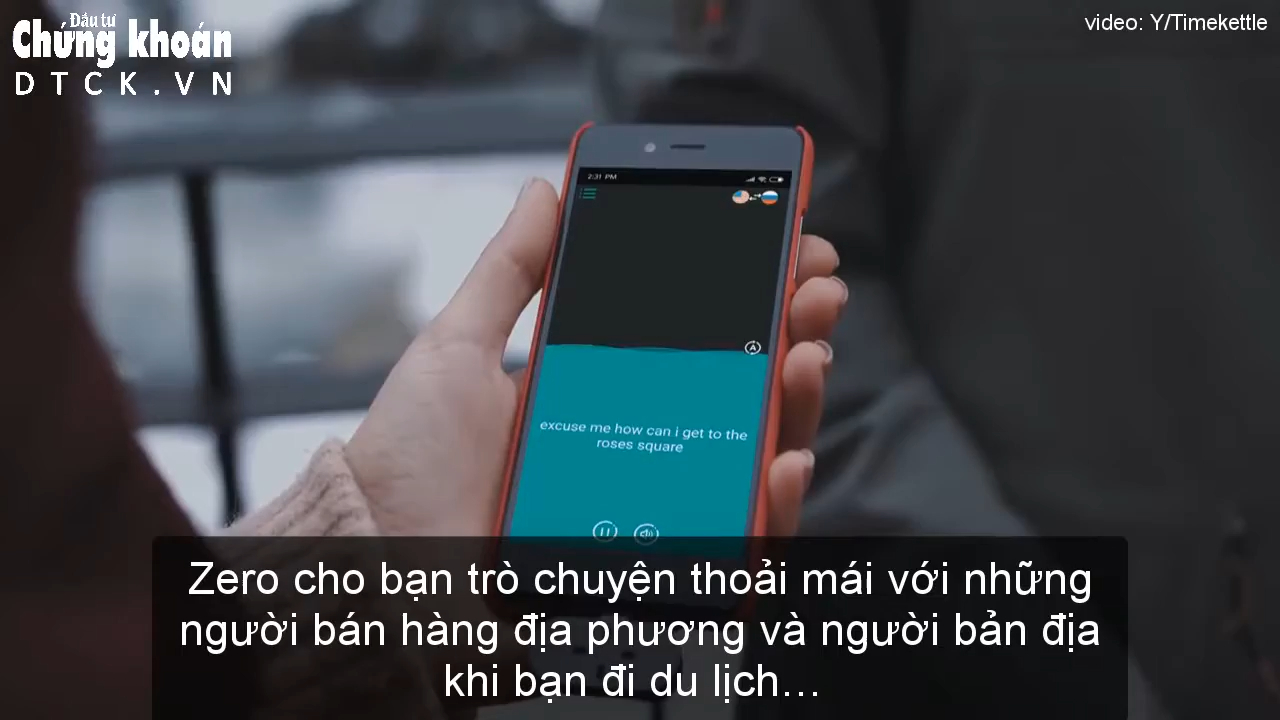 Đầu tư
Chứng khoán
DTCK.VN
video: Y/Timekettle
2:31 PM
A
excuse me how can i get to the
roses square
Zero cho bạn trò chuyện thoải mái với những
người bán hàng địa phương và người bản địa
khi bạn đi du lịch...